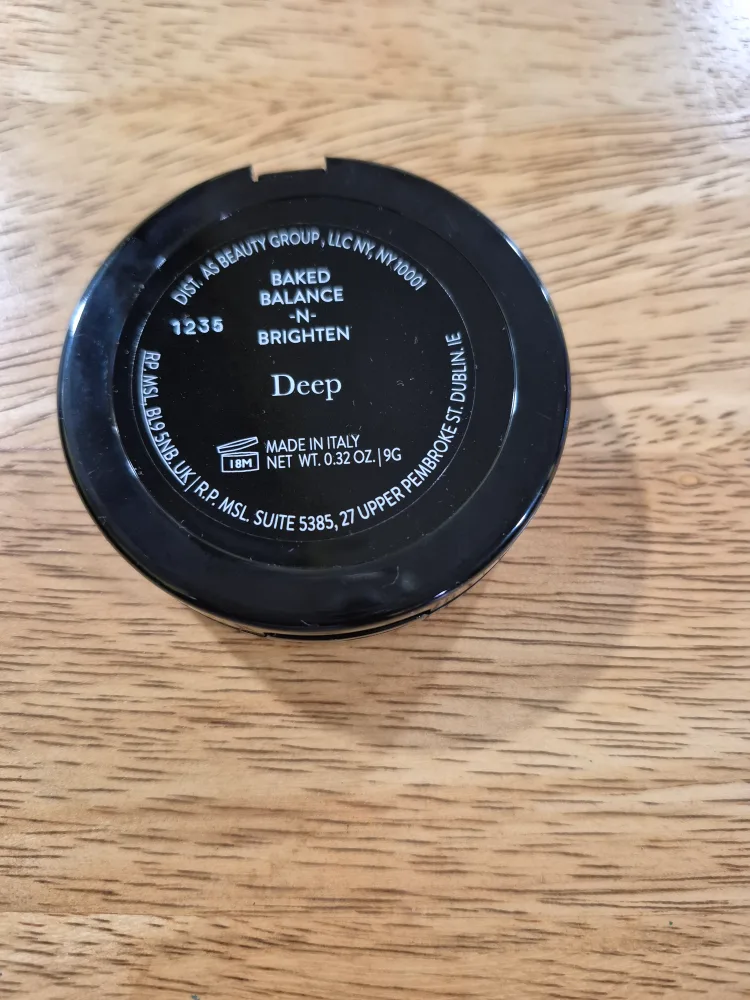 DIST. AS BEAUTY GROUP, LLC NY, NY 10001
BAKED
BALANCE
-N-
BRIGHTEN
1235
Deep
18M
MADE IN ITALY
NET WT. 0.32 OZ. | 9G
RP. MSL, BL9 5NB, UK | R.P. MSL. SUITE 5385, 27 UPPER PEMBROKE ST. DUBLIN. IE